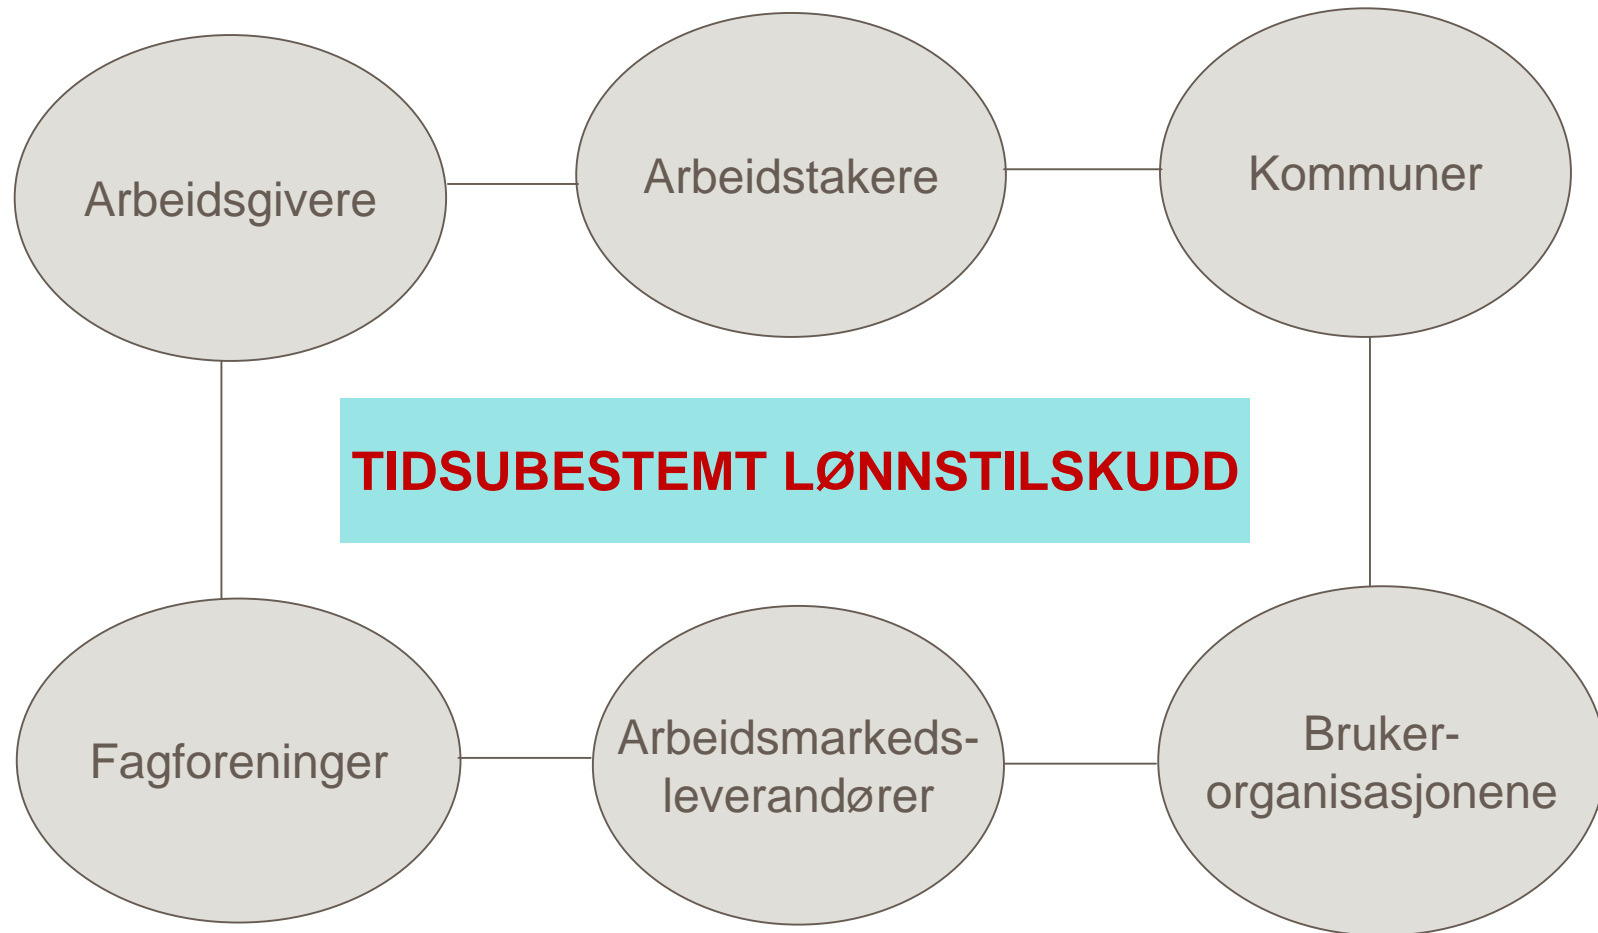 Arbeidsgivere
Arbeidstakere
Kommuner
TIDSUBESTEMT LØNNSTILSKUDD
Fagforeninger
Arbeidsmarkeds-
leverandører
Bruker-
organisasjonene